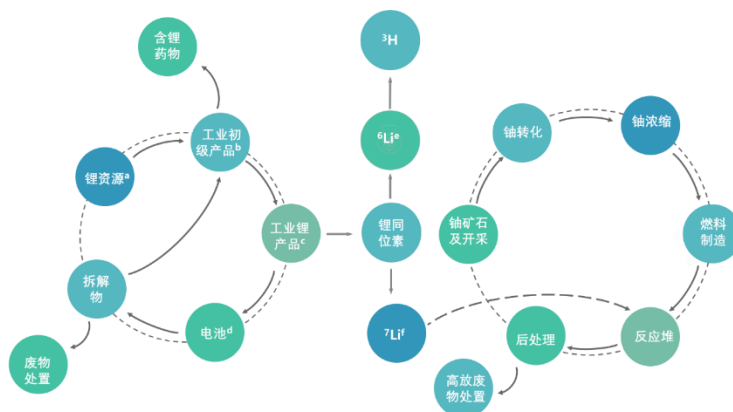 含锂
药物
³H
工业初
级产品ᵇ
⁶Liᵉ
铀转化
铀浓缩
锂资源ᵃ
工业锂
产品ᶜ
锂同
位素
铀矿石
及开采
燃料
制造
拆解
物
电池ᵈ
⁷Liᶠ
后处理
反应堆
废物
处置
高放废
物处置